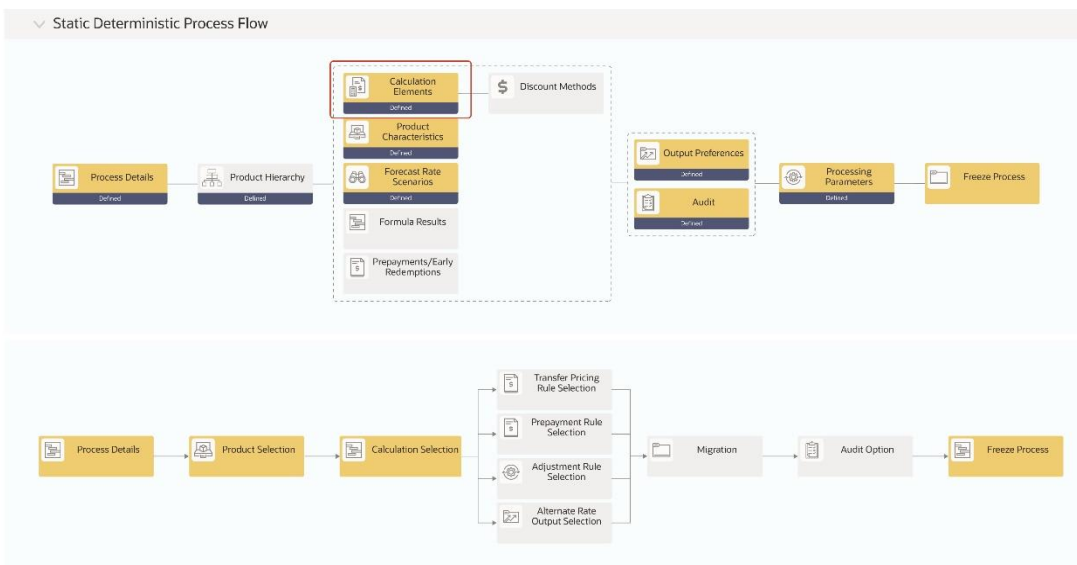 Static Deterministic Process Flow
Calculation
Elements
Defined
Discount Methods
Product
Characteristics
Defined
Process Details
Defined
Product Hierarchy
Defined
Forecast Rate
Scenarios
Defined
Formula Results
Prepayments/Early
Redemptions
Output Preferences
Defined
Audit
Defined
Processing
Parameters
Defined
Freeze Process
Process Details
Product Selection
Calculation Selection
Transfer Pricing
Rule Selection
Prepayment Rule
Selection
Adjustment Rule
Selection
Alternate Rate
Output Selection
Migration
Audit Option
Freeze Process